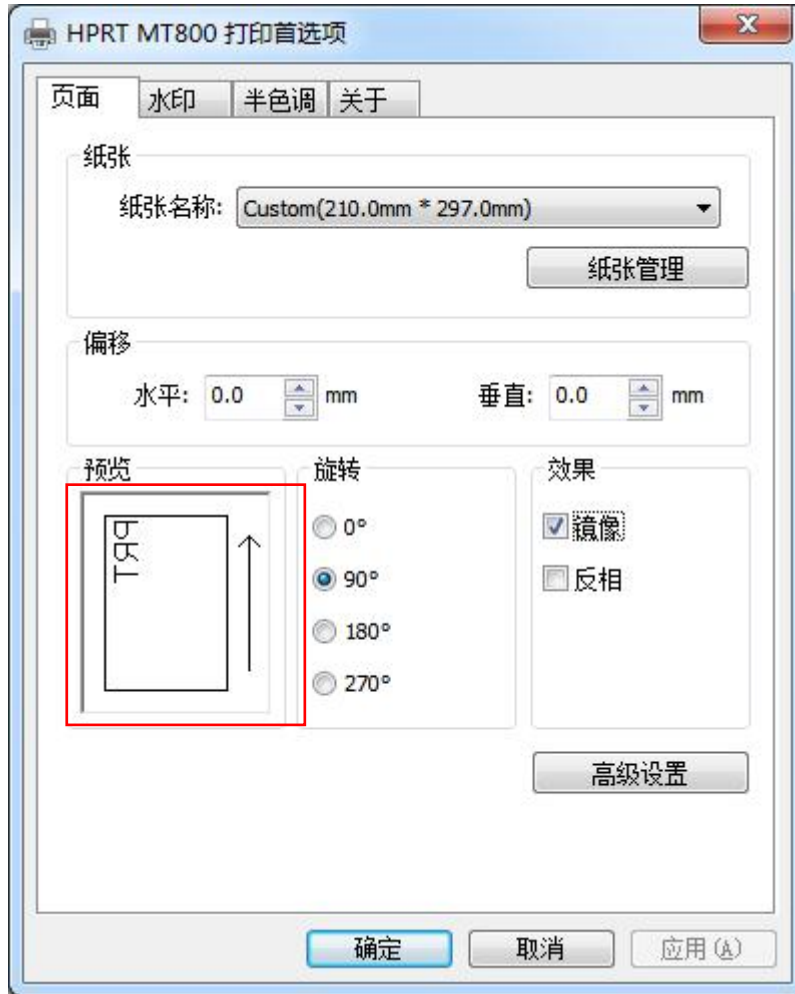 HPRT MT800 打印首选项
页面 水印 半色调 关于
纸张
纸张名称: Custom(210.0mm * 297.0mm)
纸张管理
偏移
水平: 0.0 mm 垂直: 0.0 mm
预览 旋转 效果
PRT
0° 镜像
90° 反相
180°
270°
高级设置
确定 取消 应用(A)